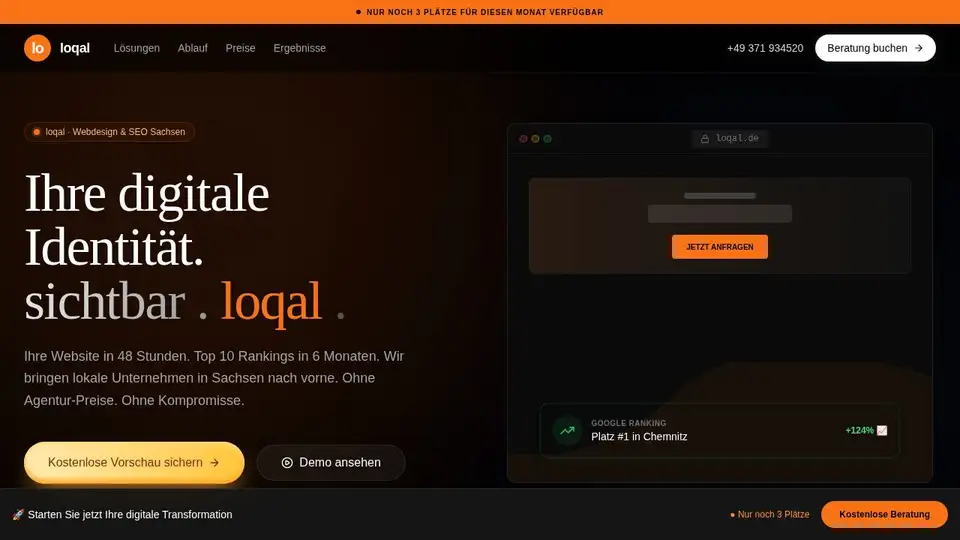 NUR NOCH 3 PLÄTZE FÜR DIESEN MONAT VERFÜGBAR
lo loqal Lösungen Ablauf Preise Ergebnisse +49 371 934520 Beratung buchen →
loqal · Webdesign & SEO Sachsen
Ihre digitale
Identität.
sichtbar . loqal .
Ihre Website in 48 Stunden. Top 10 Rankings in 6 Monaten. Wir
bringen lokale Unternehmen in Sachsen nach vorne. Ohne
Agentur-Preise. Ohne Kompromisse.
Kostenlose Vorschau sichern → Demo ansehen
loqal.de
JETZT ANFRAGEN
GOOGLE RANKING
Platz #1 in Chemnitz
+124% 📈
🚀 Starten Sie jetzt Ihre digitale Transformation
● Nur noch 3 Plätze Kostenlose Beratung